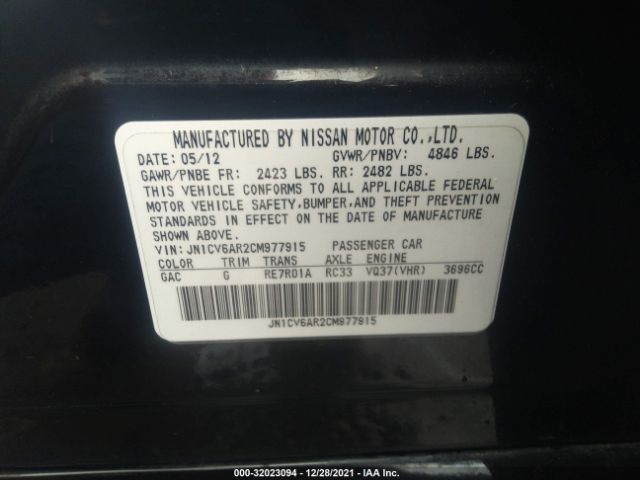 MANUFACTURED BY NISSAN MOTOR CO.,LTD.
DATE: 05/12 GVWR/PNBV: 4846 LBS.
GAWR/PNBE FR: 2423 LBS. RR: 2482 LBS.
THIS VEHICLE CONFORMS TO ALL APPLICABLE FEDERAL
MOTOR VEHICLE SAFETY,BUMPER,AND THEFT PREVENTION
STANDARDS IN EFFECT ON THE DATE OF MANUFACTURE
SHOWN ABOVE.
VIN: JN1CV6AR2CM977915 PASSENGER CAR
COLOR TRIM TRANS AXLE ENGINE
GAC G RE7R01A RC33 VQ37(VHR) 3696CC
JN1CV6AR2CM977915
000-32023094 - 12/28/2021 - IAA Inc.